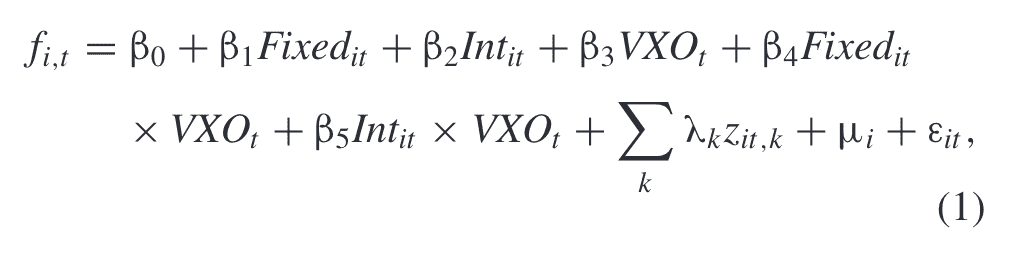 f_{i,t} = β_0 + β_1Fixed_{it} + β_2Int_{it} + β_3VXO_t + β_4Fixed_{it}
× VXO_t + β_5Int_{it} × VXO_t + ∑_k λ_k z_{it,k} + μ_i + ε_{it},
(1)